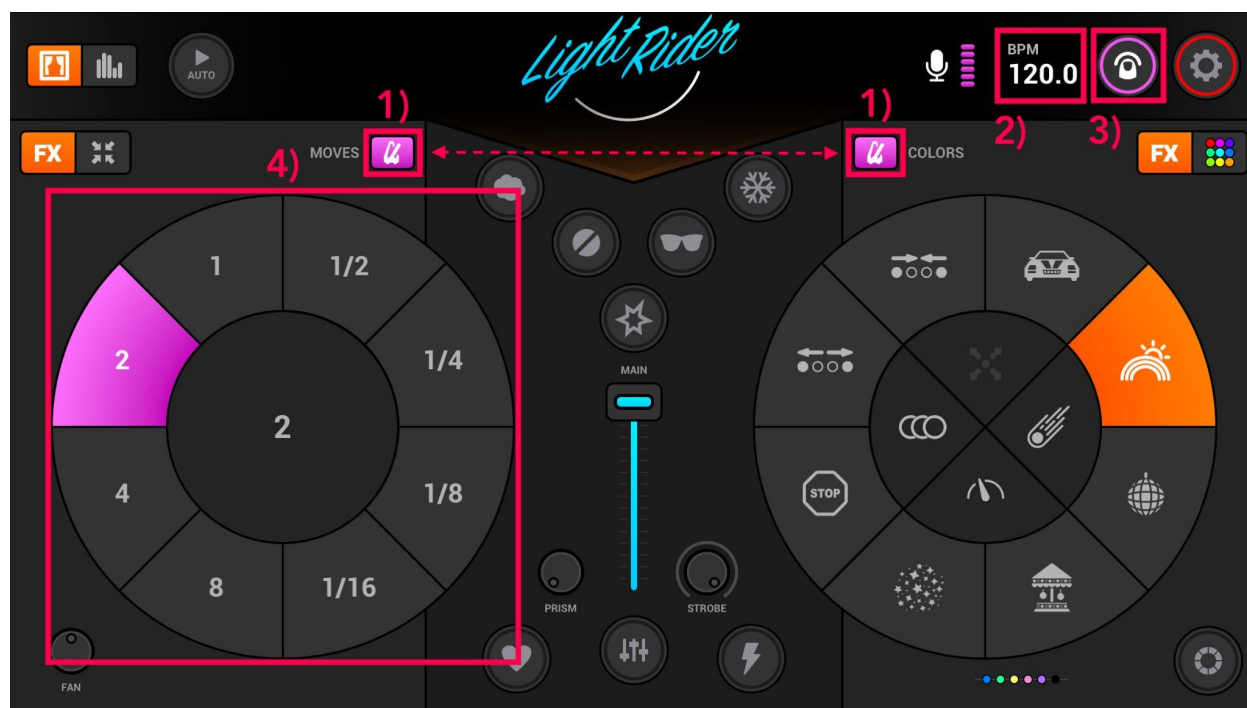 Light Rider
AUTO
BPM
120.0
1)
1)
2)
3)
FX
4)
MOVES
COLORS
FX
1
1/2
2
1/4
2
4
1/8
8
1/16
MAIN
STOP
PRISM
STROBE
FAN